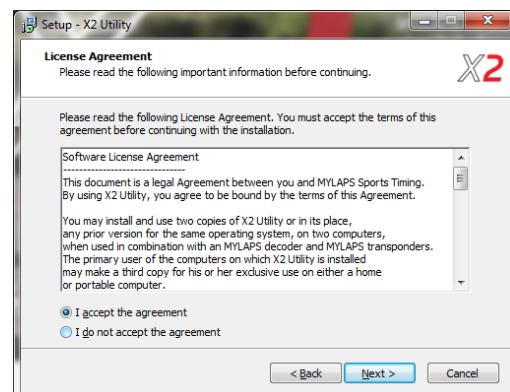 Setup - X2 Utility
License Agreement
Please read the following important information before continuing.
X2
Please read the following License Agreement. You must accept the terms of this
agreement before continuing with the installation.
Software License Agreement
-------------------------------
This document is a legal Agreement between you and MYLAPS Sports Timing.
By using X2 Utility, you agree to be bound by the terms of this Agreement.
You may install and use two copies of X2 Utility or in its place,
any prior version for the same operating system, on two computers,
when used in combination with an MYLAPS decoder and MYLAPS transponders.
The primary user of the computers on which X2 Utility is installed
may make a third copy for his or her exclusive use on either a home
or portable computer.
I accept the agreement
I do not accept the agreement
< Back Next > Cancel